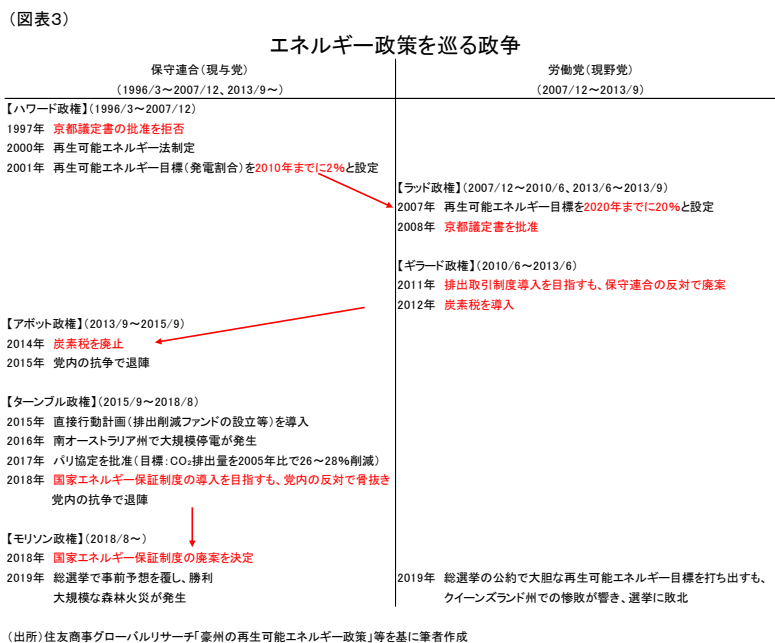 （図表3）
エネルギー政策を巡る政争
保守連合（現与党）
（1996/3～2007/12、2013/9～）
労働党（現野党）
（2007/12～2013/9）
【ハワード政権】（1996/3～2007/12）
1997年 京都議定書の批准を拒否
2000年 再生可能エネルギー法制定
2001年 再生可能エネルギー目標（発電割合）を2010年までに2%と設定
【ラッド政権】（2007/12～2010/6、2013/6～2013/9）
2007年 再生可能エネルギー目標を2020年までに20%と設定
2008年 京都議定書を批准
【ギラード政権】（2010/6～2013/6）
2011年 排出取引制度導入を目指すも、保守連合の反対で廃案
2012年 炭素税を導入
【アボット政権】（2013/9～2015/9）
2014年 炭素税を廃止
2015年 党内の抗争で退陣
【ターンブル政権】（2015/9～2018/8）
2015年 直接行動計画（排出削減ファンドの設立等）を導入
2016年 南オーストラリア州で大規模停電が発生
2017年 パリ協定を批准（目標：CO₂排出量を2005年比で26～28%削減）
2018年 国家エネルギー保証制度の導入を目指すも、党内の反対で骨抜き
党内の抗争で退陣
【モリソン政権】（2018/8～）
2018年 国家エネルギー保証制度の廃案を決定
2019年 総選挙で事前予想を覆し、勝利
大規模な森林火災が発生
2019年 総選挙の公約で大胆な再生可能エネルギー目標を打ち出すも、
クイーンズランド州での惨敗が響き、選挙に敗北
（出所）住友商事グローバルリサーチ「豪州の再生可能エネルギー政策」等を基に筆者作成